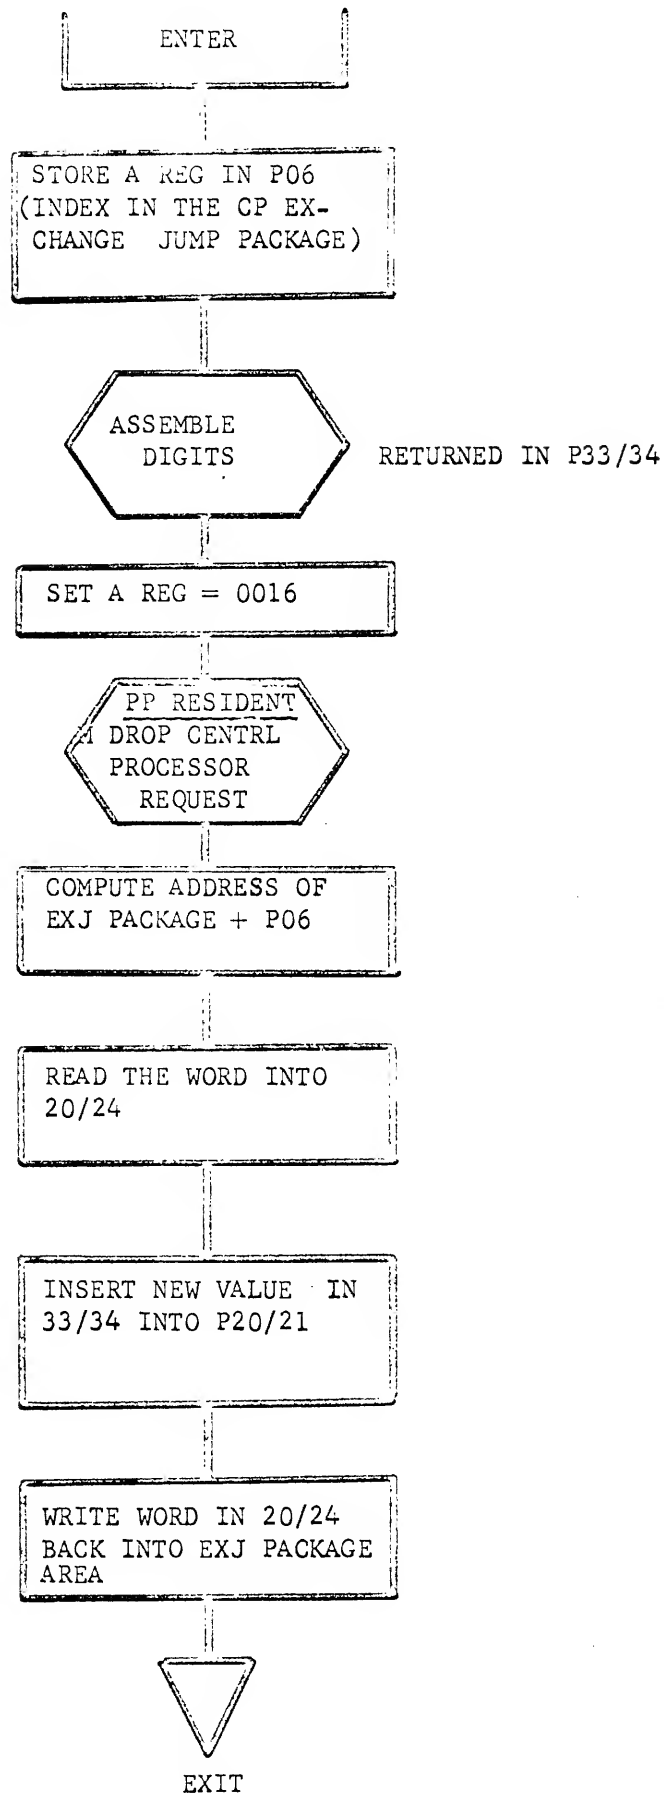 ENTER
STORE A REG IN P06
(INDEX IN THE CP EX-
CHANGE JUMP PACKAGE)
ASSEMBLE
DIGITS
RETURNED IN P33/34
SET A REG = 0016
PP RESIDENT
M DROP CENTRL
PROCESSOR
REQUEST
COMPUTE ADDRESS OF
EXJ PACKAGE + P06
READ THE WORD INTO
20/24
INSERT NEW VALUE IN
33/34 INTO P20/21
WRITE WORD IN 20/24
BACK INTO EXJ PACKAGE
AREA
EXIT